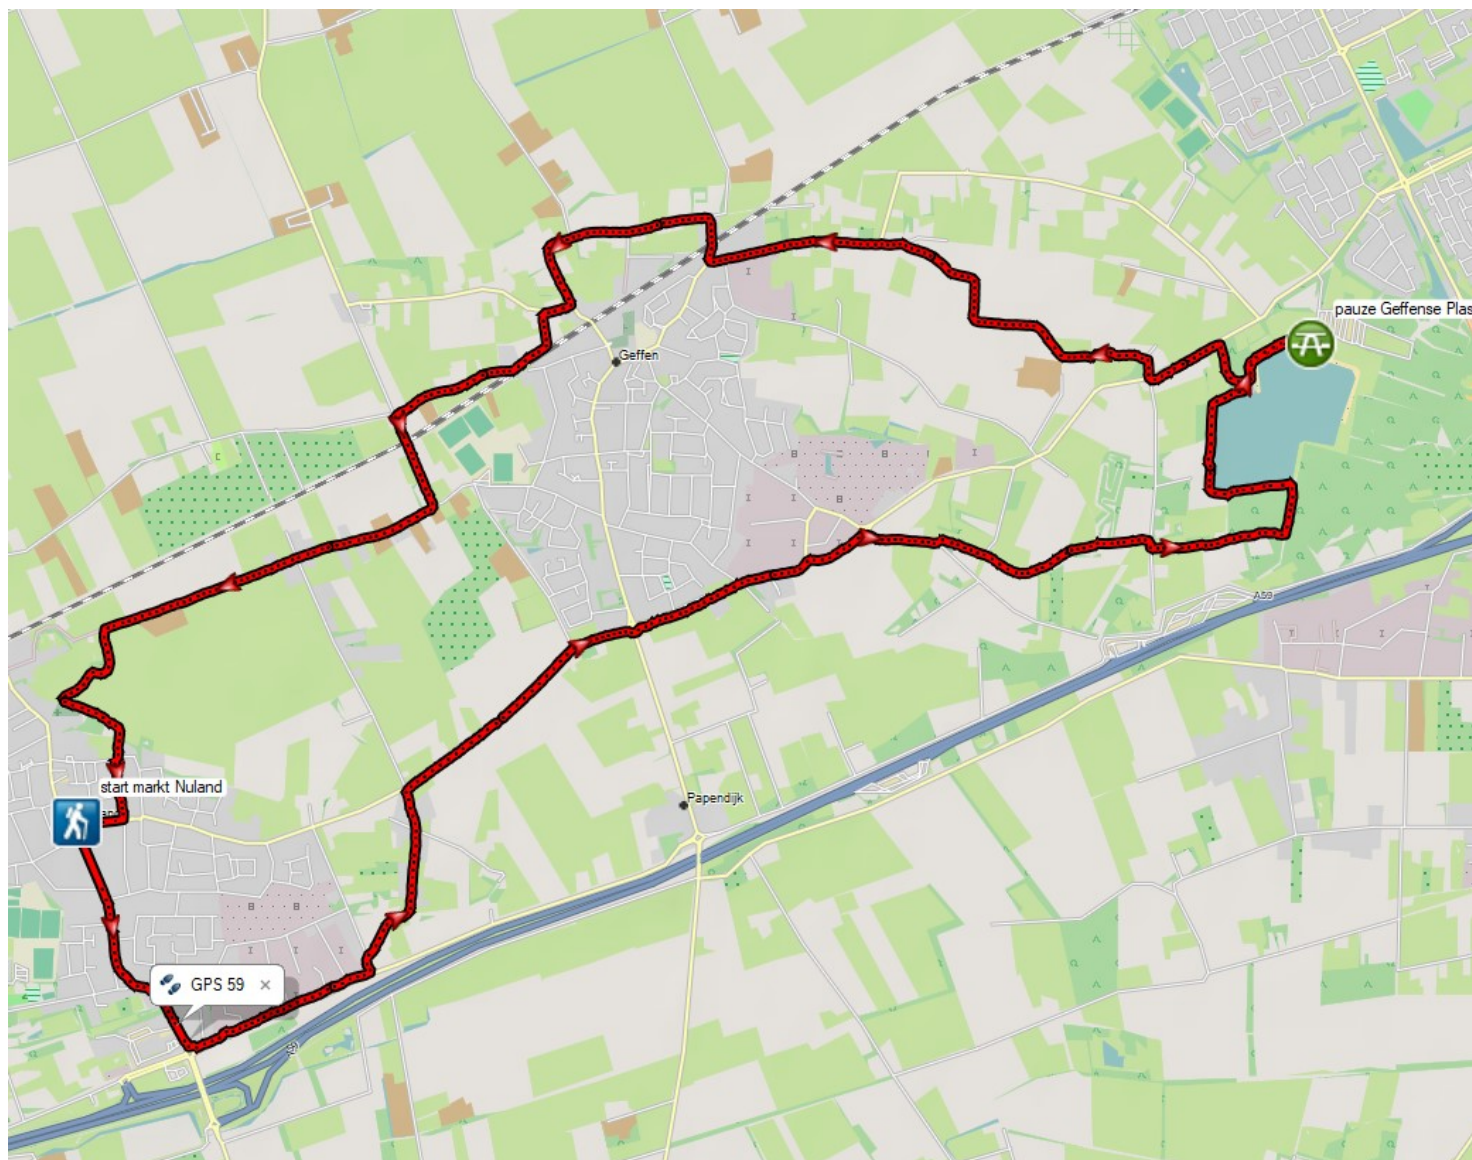 pauze Geffense Plas
Geffen
A59
start markt Nuland
Papendijk
GPS 59